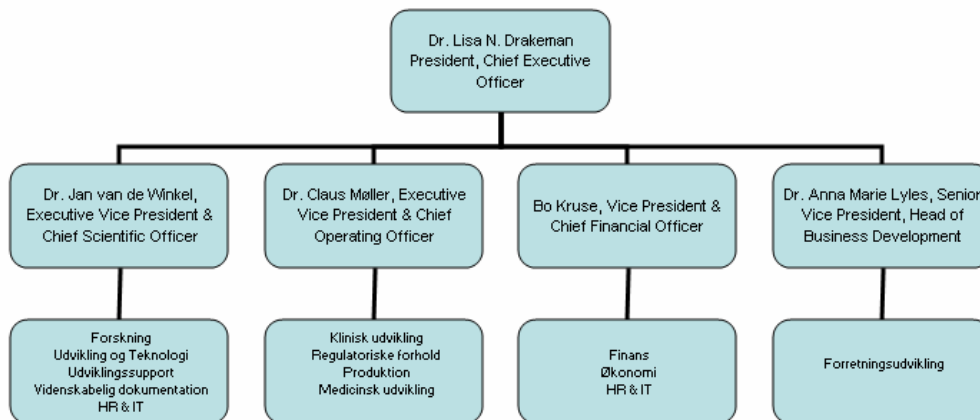 Dr. Lisa N. Drakeman
President, Chief Executive
Officer
Dr. Jan van de Winkel,
Executive Vice President &
Chief Scientific Officer
Dr. Claus Møller, Executive
Vice President & Chief
Operating Officer
Bo Kruse, Vice President &
Chief Financial Officer
Dr. Anna Marie Lyles, Senior
Vice President, Head of
Business Development
Forskning
Udvikling og Teknologi
Udviklingssupport
Videnskabelig dokumentation
HR & IT
Klinisk udvikling
Regulatoriske forhold
Produktion
Medicinsk udvikling
Finans
Økonomi
HR & IT
Forretningsudvikling